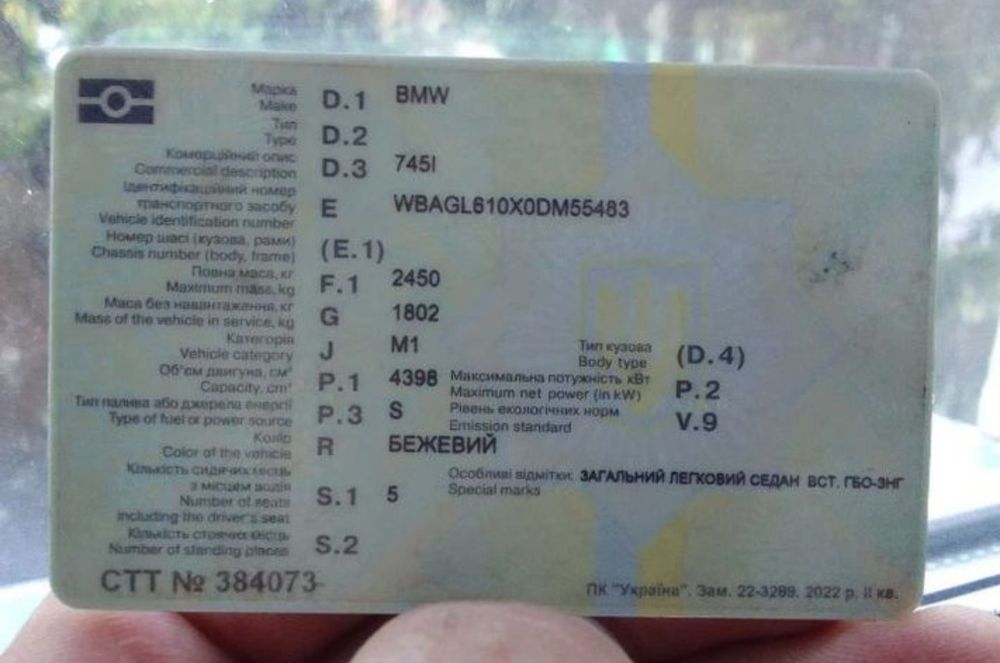 Марка
Make D.1 BMW
Тип
Type D.2
Комерційний опис
Commercial description D.3 745I
Ідентифікаційний номер
транспортного засобу
Vehicle identification number E WBAGL610X0DM55483
Номер шасі (кузова, рами)
Chassis number (body, frame) (E.1)
Повна маса, кг
Maximum mass, kg F.1 2450
Маса без навантаження, кг
Mass of the vehicle in service, kg G 1802
Категорія
Vehicle category J M1
Тип кузова
Body type (D.4)
Об'єм двигуна, см³
Capacity, cm³ P.1 4398
Максимальна потужність кВт
Maximum net power (in kW) P.2
Тип палива або джерела енергії
Type of fuel or power source P.3 S
Рівень екологічних норм
Emission standard V.9
Колір
Color of the vehicle R БЕЖЕВИЙ
Кількість сидячих місць
з місцем водія
Number of seats
including the driver's seat S.1 5
Особливі відмітки: ЗАГАЛЬНИЙ ЛЕГКОВИЙ СЕДАН ВСТ. ГБО-ЗНГ
Special marks
Кількість стоячих місць
Number of standing places S.2
СТТ № 384073
ПК "Україна". Зам. 22-3289. 2022 р. II кв.